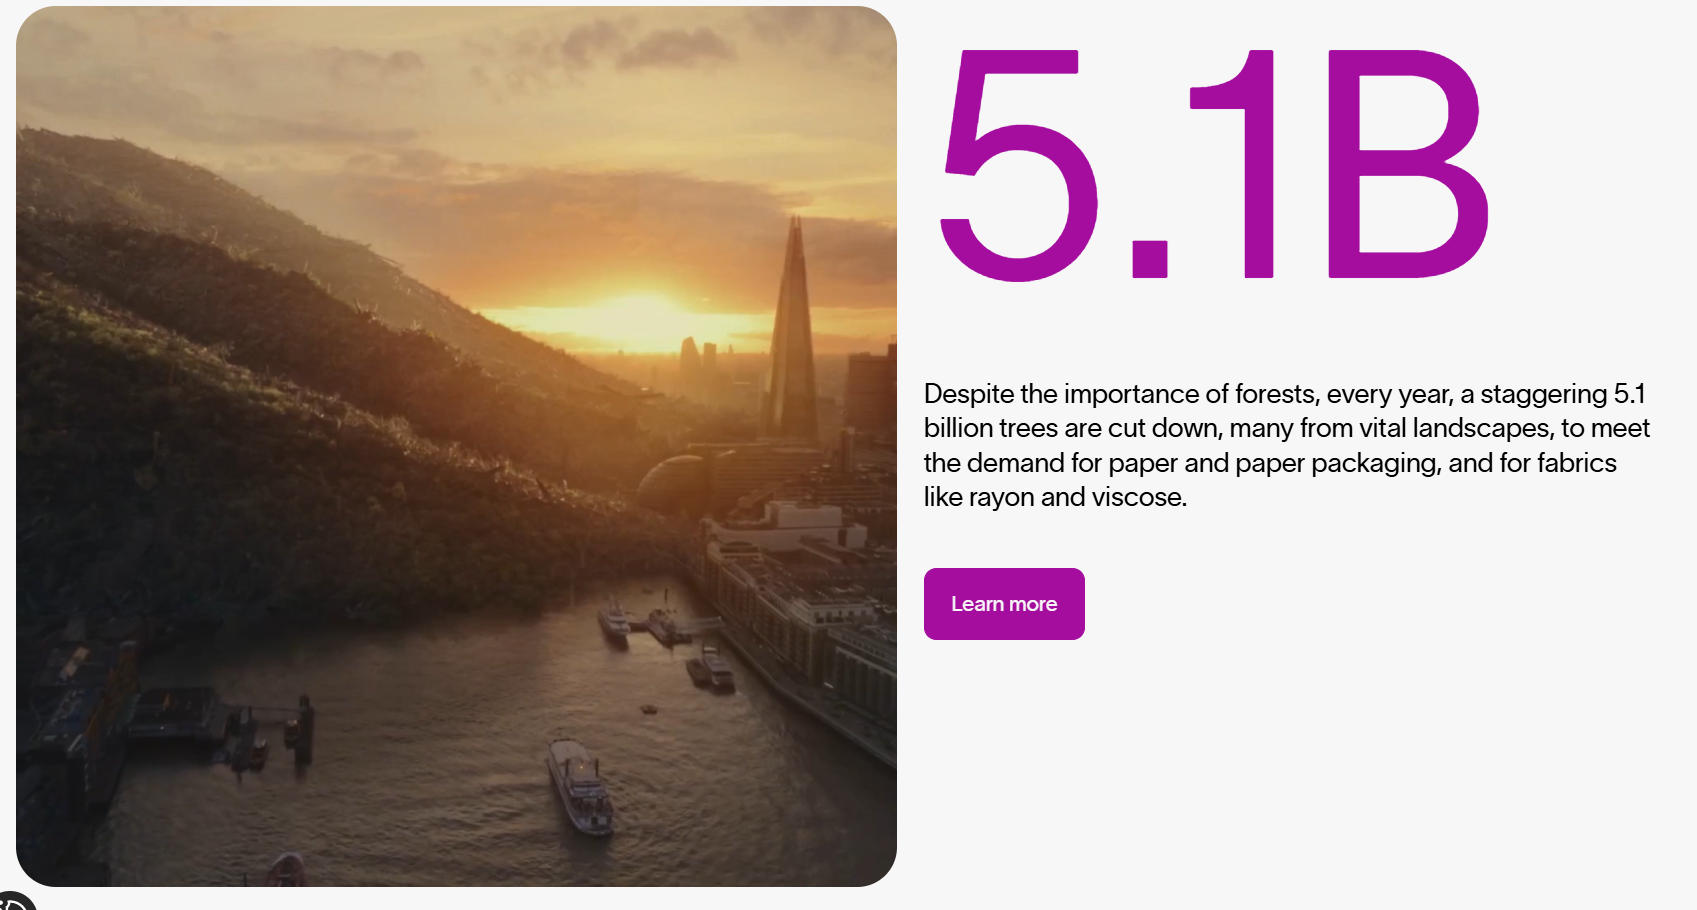 5.1B
Despite the importance of forests, every year, a staggering 5.1
billion trees are cut down, many from vital landscapes, to meet
the demand for paper and paper packaging, and for fabrics
like rayon and viscose.
Learn more